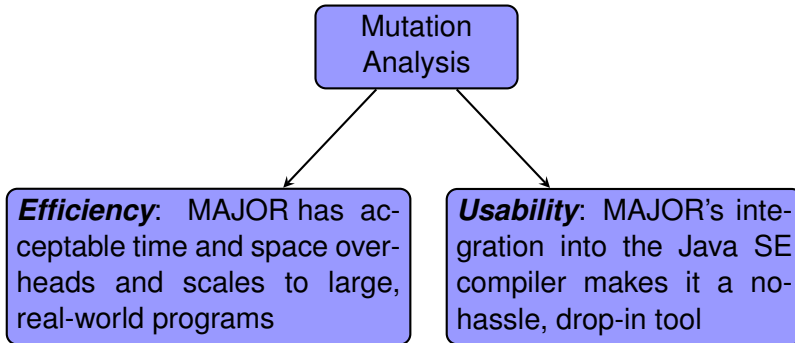 Mutation
Analysis
Efficiency: MAJOR has ac-
ceptable time and space over-
heads and scales to large,
real-world programs
Usability: MAJOR's inte-
gration into the Java SE
compiler makes it a no-
hassle, drop-in tool